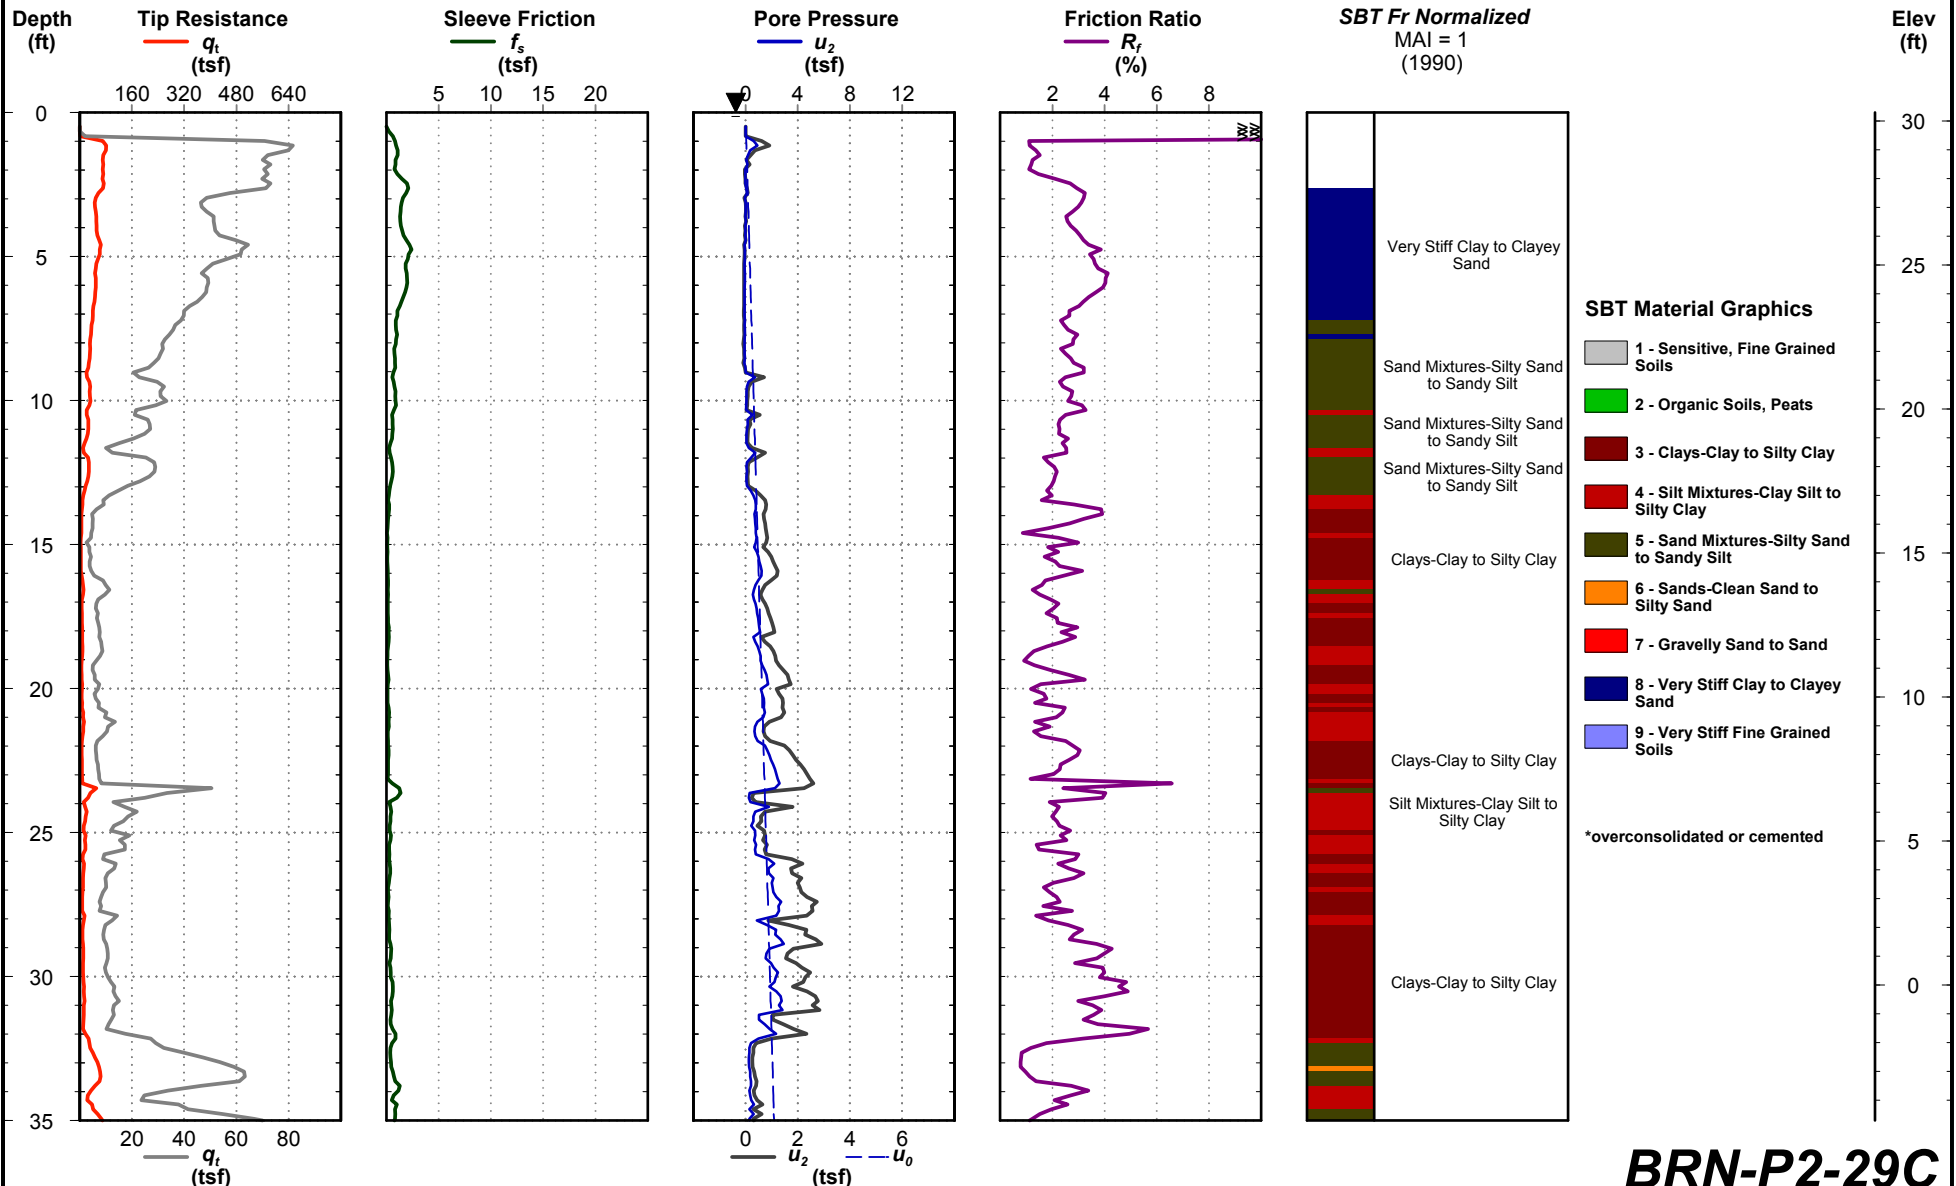 Depth
(ft)
Tip Resistance
qt
(tsf)
Sleeve Friction
fs
(tsf)
Pore Pressure
u2
(tsf)
Friction Ratio
Rf
(%)
SBT Fr Normalized
MAI = 1
(1990)
Elev
(ft)
160 320 480 640
5 10 15 20
0 4 8 12
2 4 6 8
0
5
10
15
20
25
30
35
Very Stiff Clay to Clayey
Sand
Sand Mixtures-Silty Sand
to Sandy Silt
Sand Mixtures-Silty Sand
to Sandy Silt
Sand Mixtures-Silty Sand
to Sandy Silt
Clays-Clay to Silty Clay
Clays-Clay to Silty Clay
Silt Mixtures-Clay Silt to
Silty Clay
Clays-Clay to Silty Clay
SBT Material Graphics
1 - Sensitive, Fine Grained
Soils
2 - Organic Soils, Peats
3 - Clays-Clay to Silty Clay
4 - Silt Mixtures-Clay Silt to
Silty Clay
5 - Sand Mixtures-Silty Sand
to Sandy Silt
6 - Sands-Clean Sand to
Silty Sand
7 - Gravelly Sand to Sand
8 - Very Stiff Clay to Clayey
Sand
9 - Very Stiff Fine Grained
Soils
*overconsolidated or cemented
30
25
20
15
10
5
0
20 40 60 80
qt
(tsf)
0 2 4 6
u2 u0
(tsf)
BRN-P2-29C